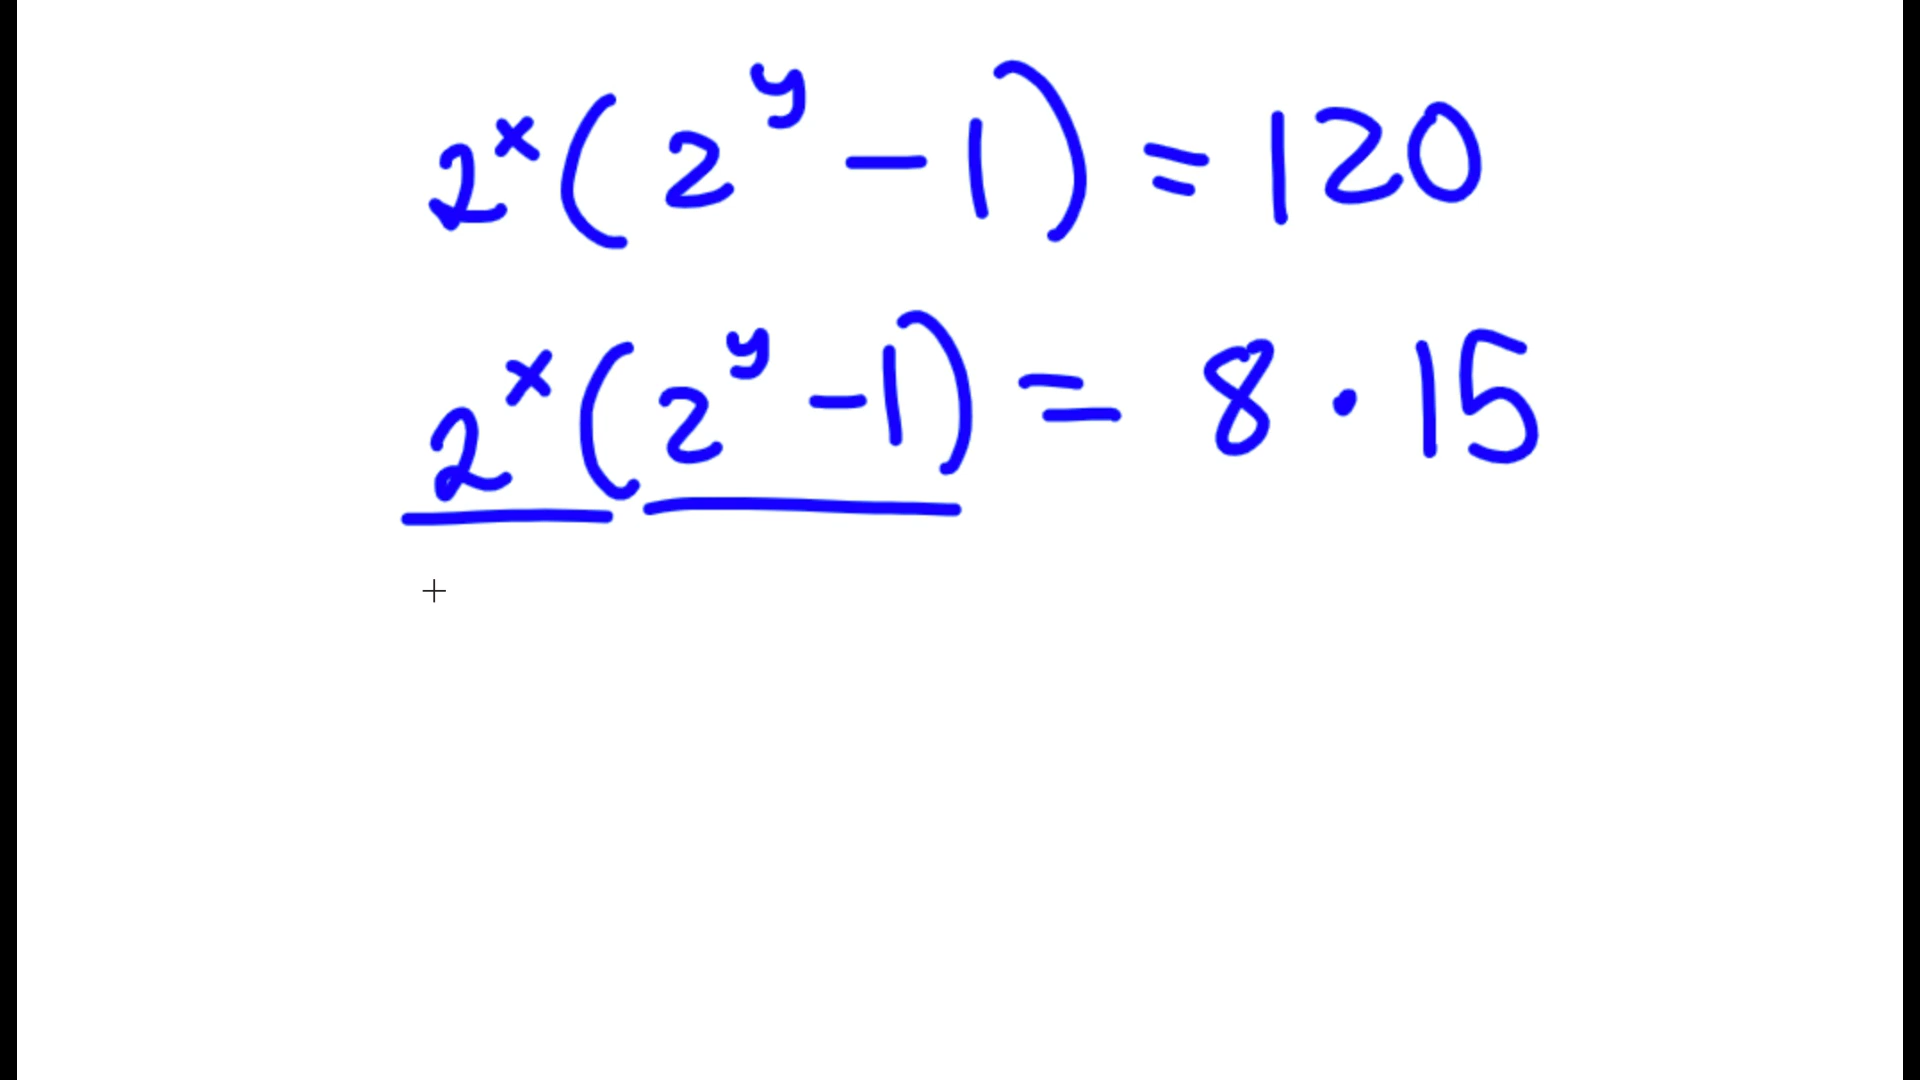 2^x(2^y - 1) = 120
2^x(2^y - 1) = 8 · 15